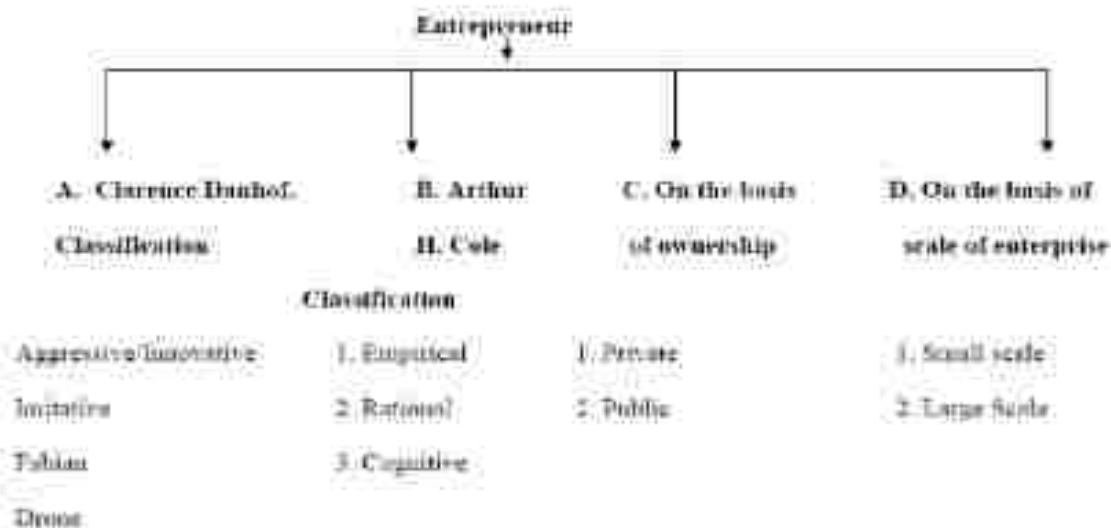 Entrepreneur
A. Clarence Danhof.
Classification
B. Arthur
H. Cole
Classification
C. On the basis
of ownership
D. On the basis of
scale of enterprise
Aggressive/Innovative
Imitative
Fabian
Drone
1. Empirical
2. Rational
3. Cognitive
1. Private
2. Public
1. Small scale
2. Large Scale